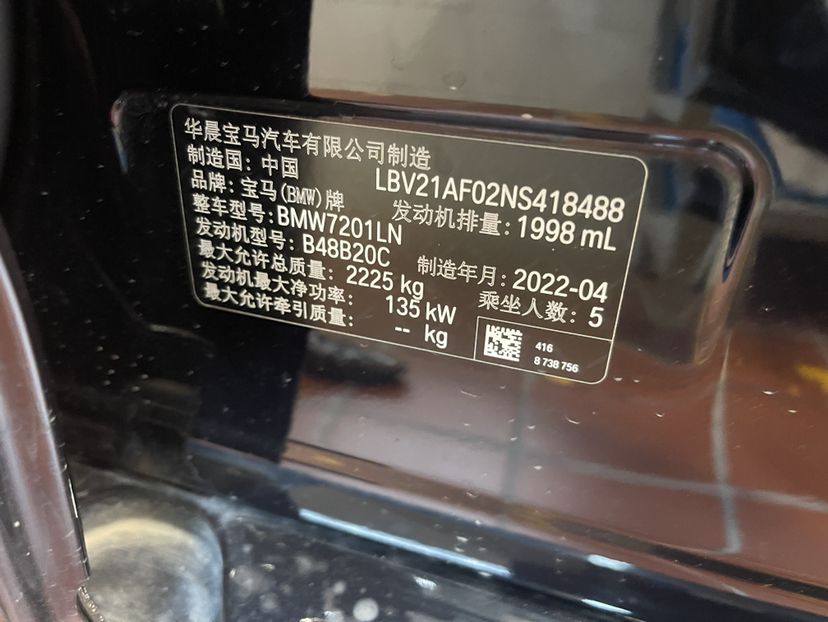 华晨宝马汽车有限公司制造
制造国: 中国 LBV21AF02NS418488
品牌: 宝马(BMW)牌 发动机排量: 1998 mL
整车型号: BMW7201LN
发动机型号: B48B20C 制造年月: 2022-04
最大允许总质量: 2225 kg 乘坐人数: 5
发动机最大净功率: 135 kW
最大允许牵引质量: -- kg
416
8 738 756